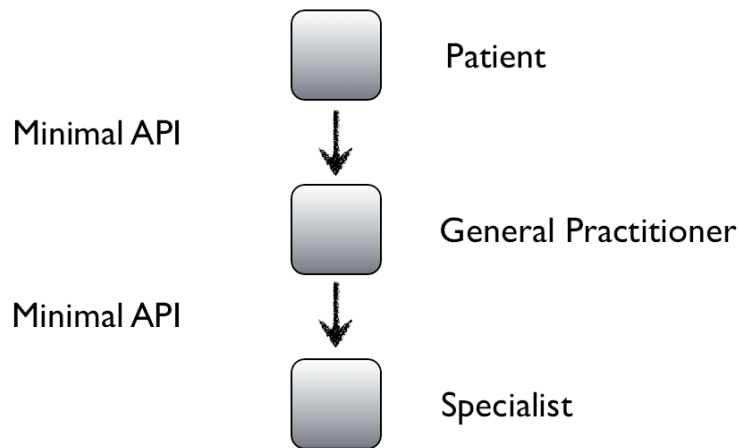 Patient
Minimal API
General Practitioner
Minimal API
Specialist